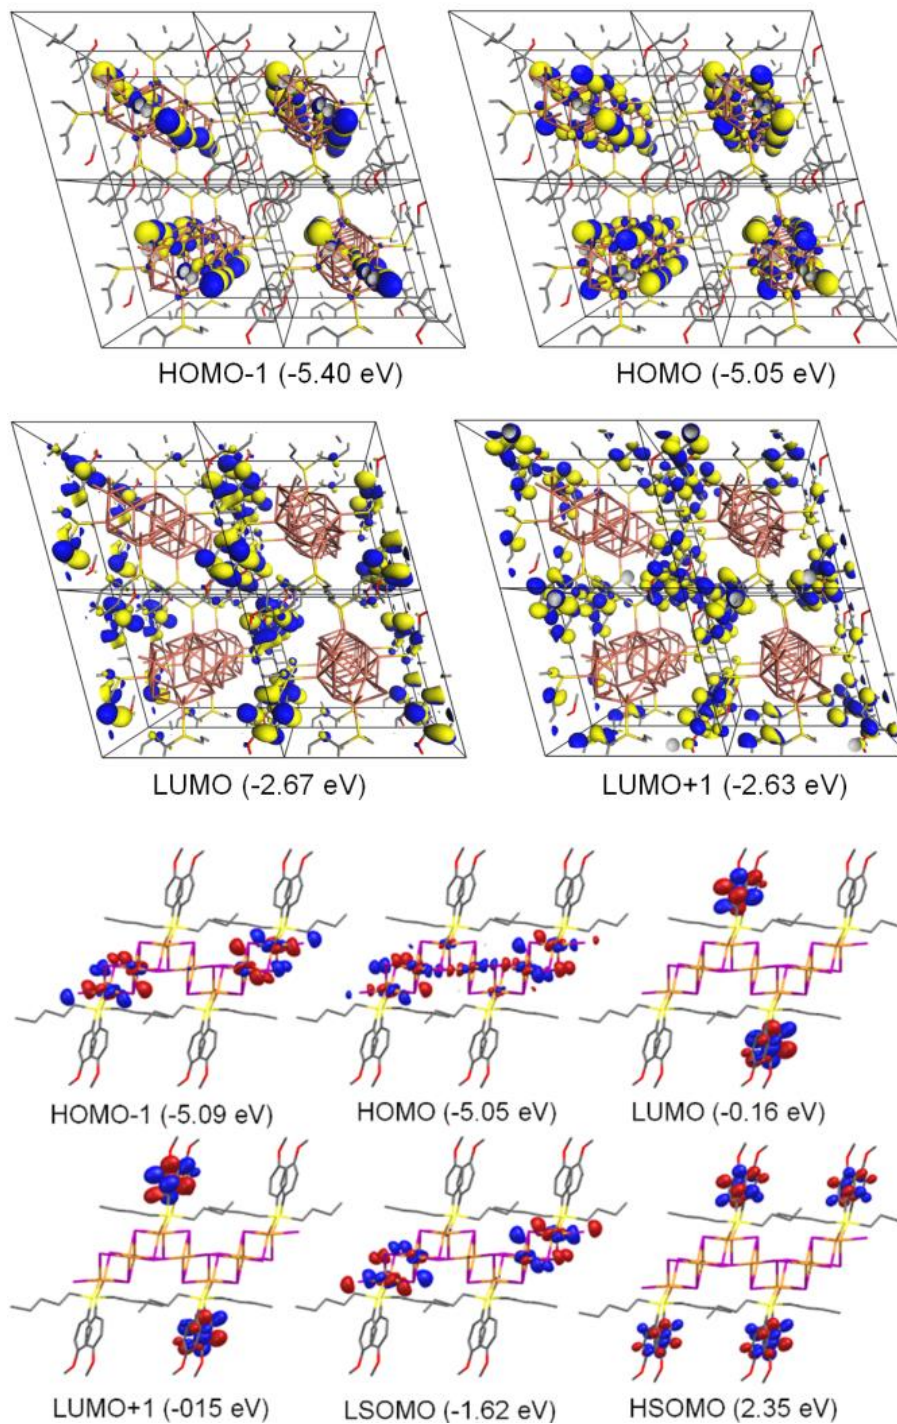 HOMO-1 (-5.40 eV)
HOMO (-5.05 eV)
LUMO (-2.67 eV)
LUMO+1 (-2.63 eV)
HOMO-1 (-5.09 eV)
HOMO (-5.05 eV)
LUMO (-0.16 eV)
LUMO+1 (-015 eV)
LSOMO (-1.62 eV)
HSOMO (2.35 eV)